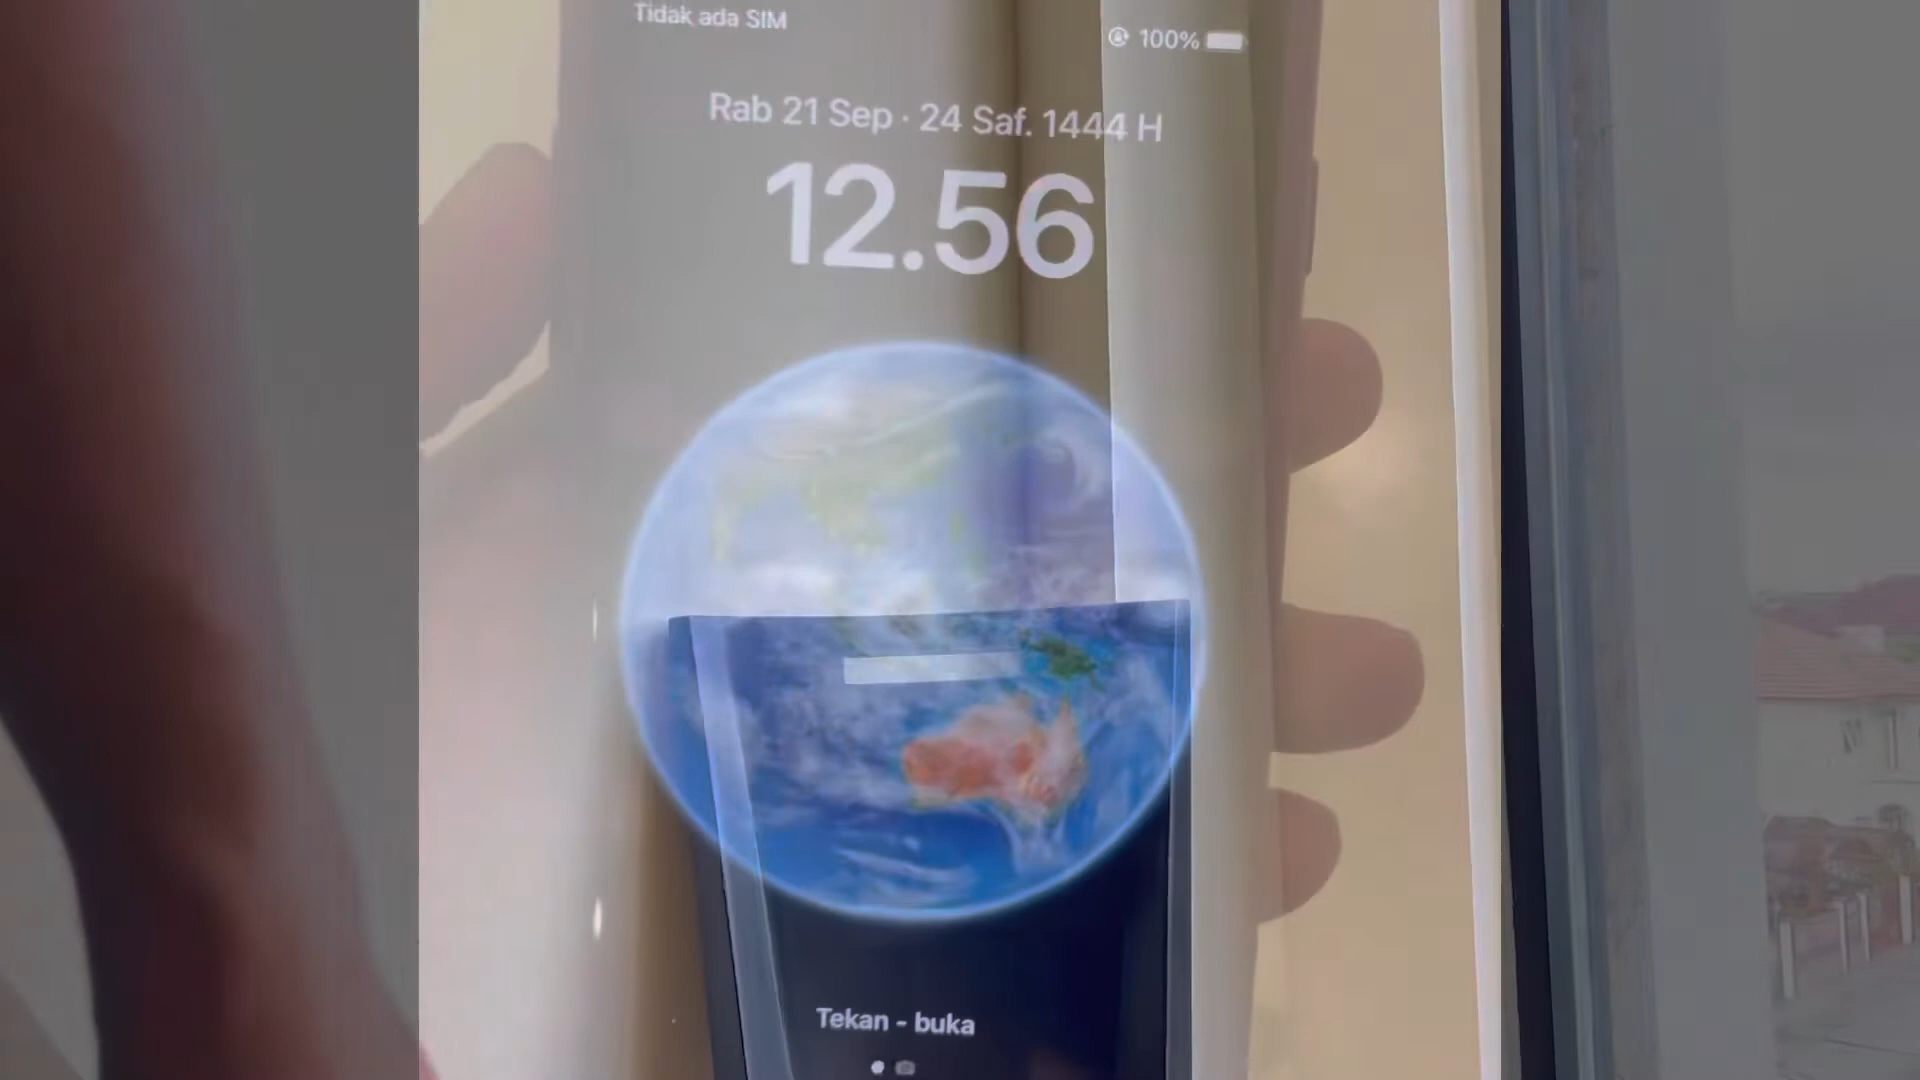 Tidak ada SIM
100%
Rab 21 Sep · 24 Saf. 1444 H
12.56
Tekan - buka